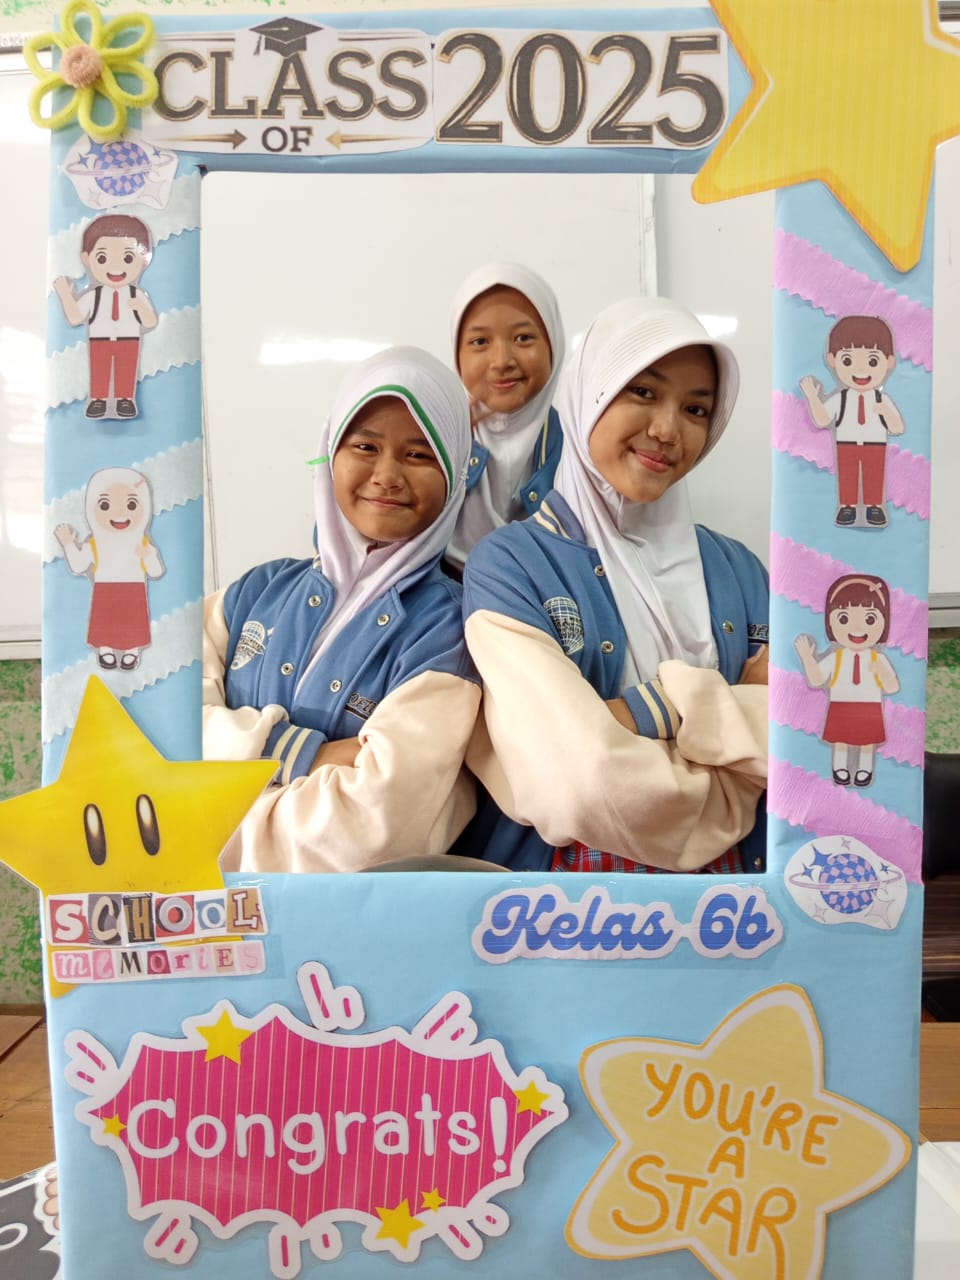 CLASS
OF
2025
SCHOOL
MEMORIES
Kelas 6b
Congrats!
YOU'RE
A
STAR